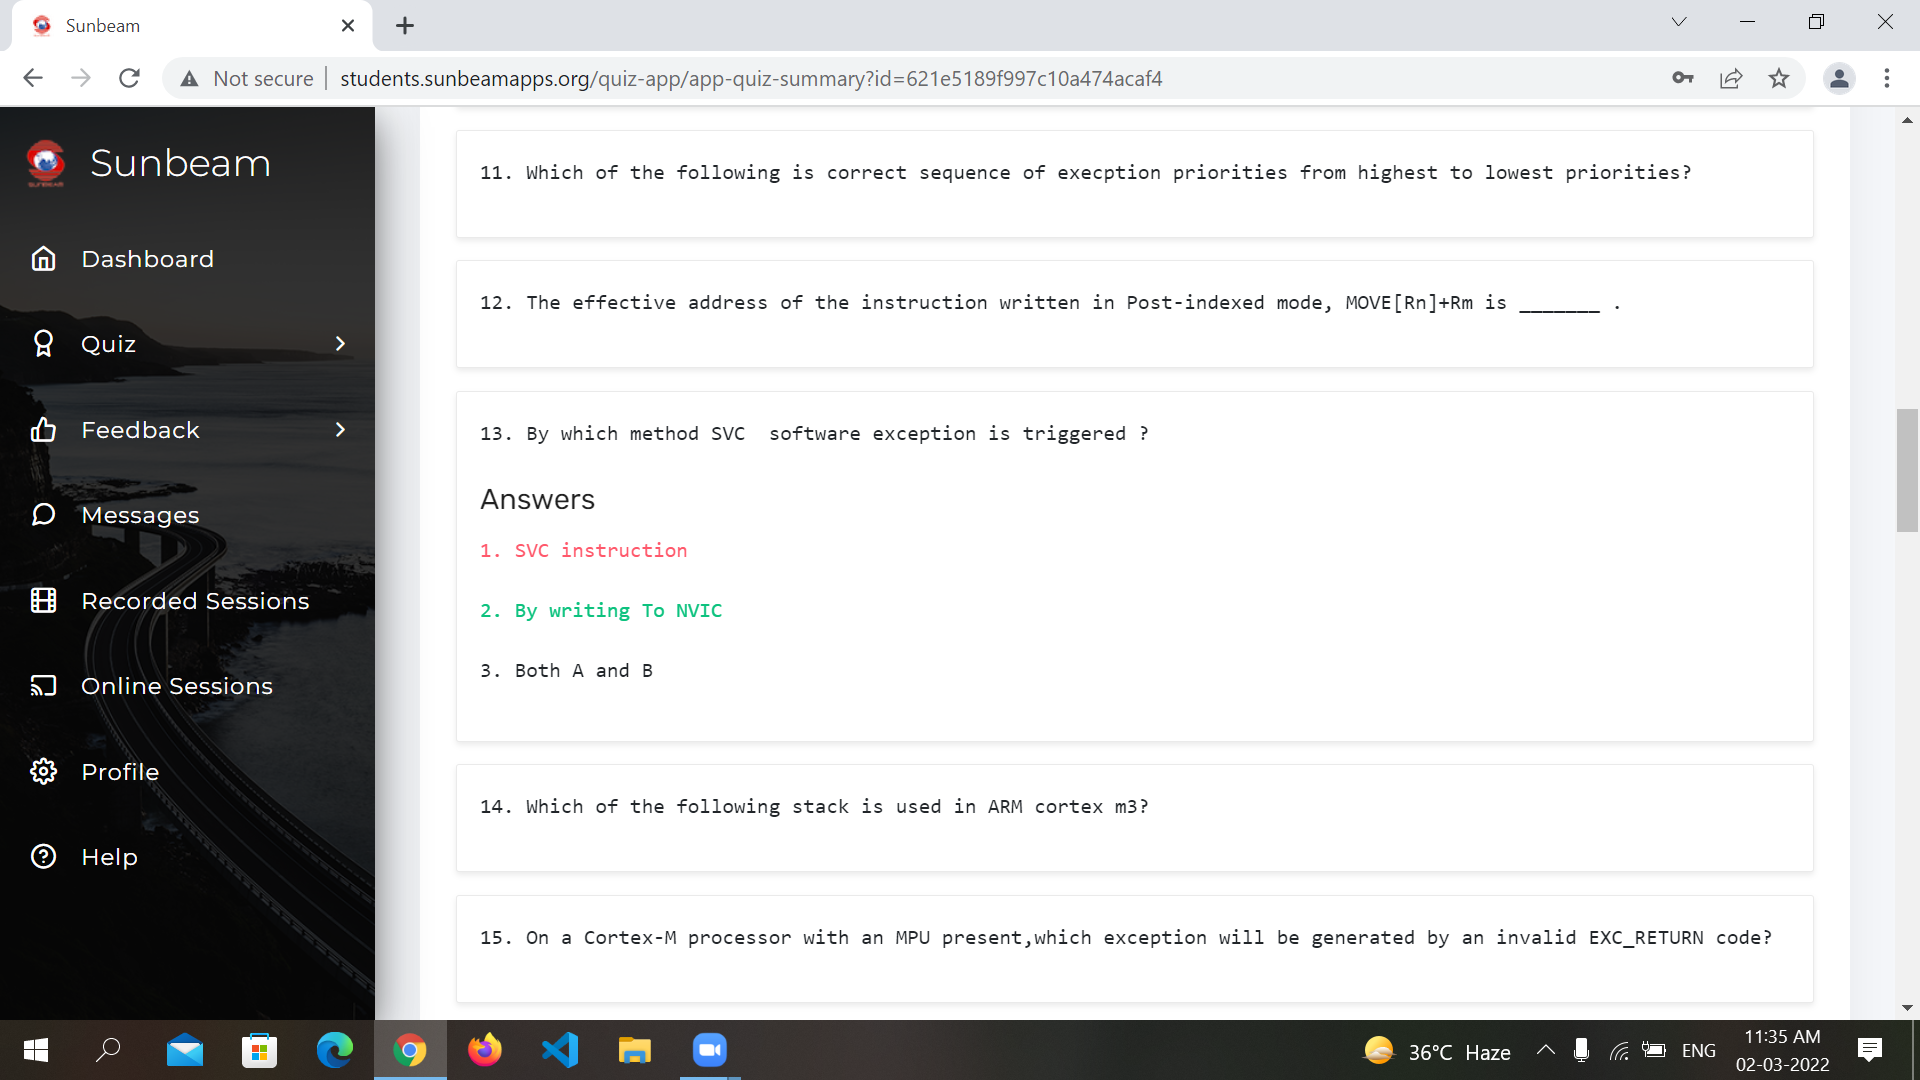 Sunbeam
Not secure
students.sunbeamapps.org/quiz-app/app-quiz-summary?id=621e5189f997c10a474acaf4
Sunbeam
Dashboard
Quiz
Feedback
Messages
Recorded Sessions
Online Sessions
Profile
Help
11. Which of the following is correct sequence of execption priorities from highest to lowest priorities?
12. The effective address of the instruction written in Post-indexed mode, MOVE[Rn]+Rm is _______ .
13. By which method SVC  software exception is triggered ?
Answers
1. SVC instruction
2. By writing To NVIC
3. Both A and B
14. Which of the following stack is used in ARM cortex m3?
15. On a Cortex-M processor with an MPU present,which exception will be generated by an invalid EXC_RETURN code?
36°C Haze
ENG
11:35 AM
02-03-2022